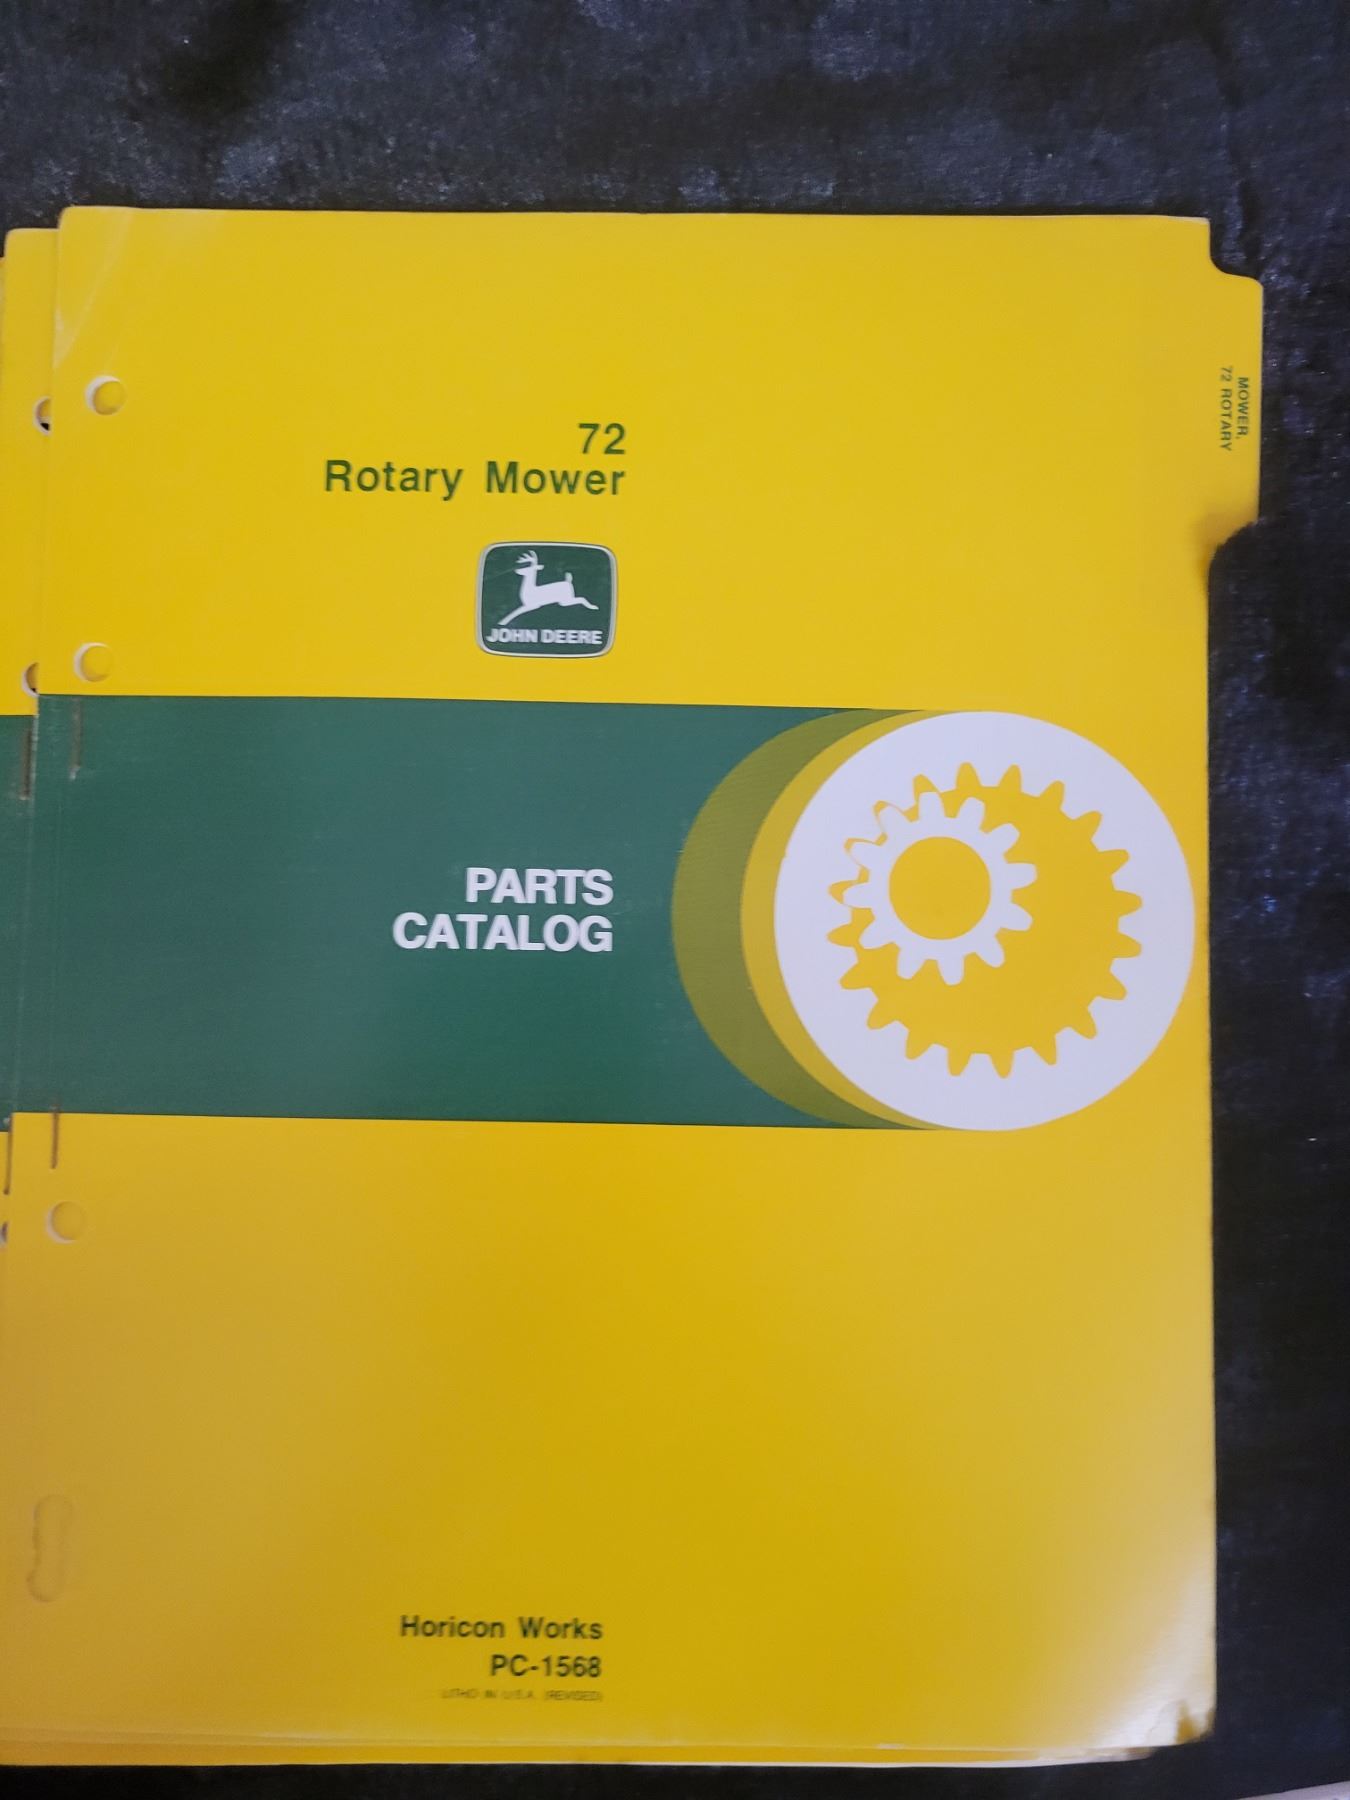 72
Rotary Mower
JOHN DEERE
MOWER,
72 ROTARY
PARTS
CATALOG
Horicon Works
PC-1568
LITHO IN U.S.A. (REVISED)